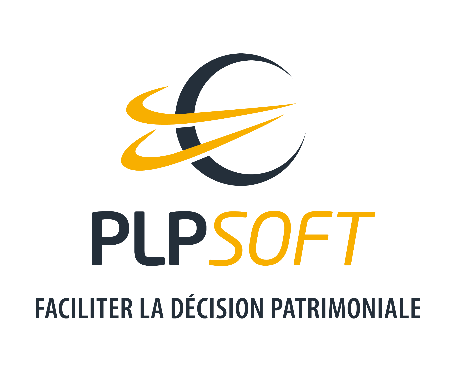 PLPSOFT
FACILITER LA DÉCISION PATRIMONIALE